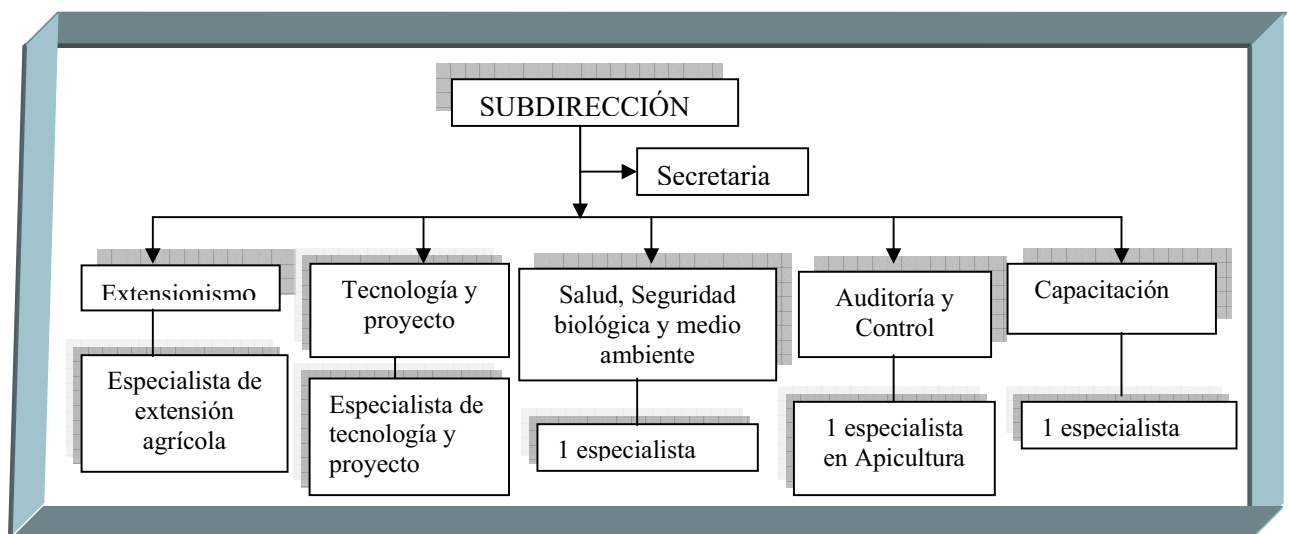 SUBDIRECCIÓN
Secretaria
Extensionismo
Tecnología y
proyecto
Salud, Seguridad
biológica y medio
ambiente
Auditoría y
Control
Capacitación
Especialista de
extensión
agrícola
Especialista de
tecnología y
proyecto
1 especialista
1 especialista
en Apicultura
1 especialista